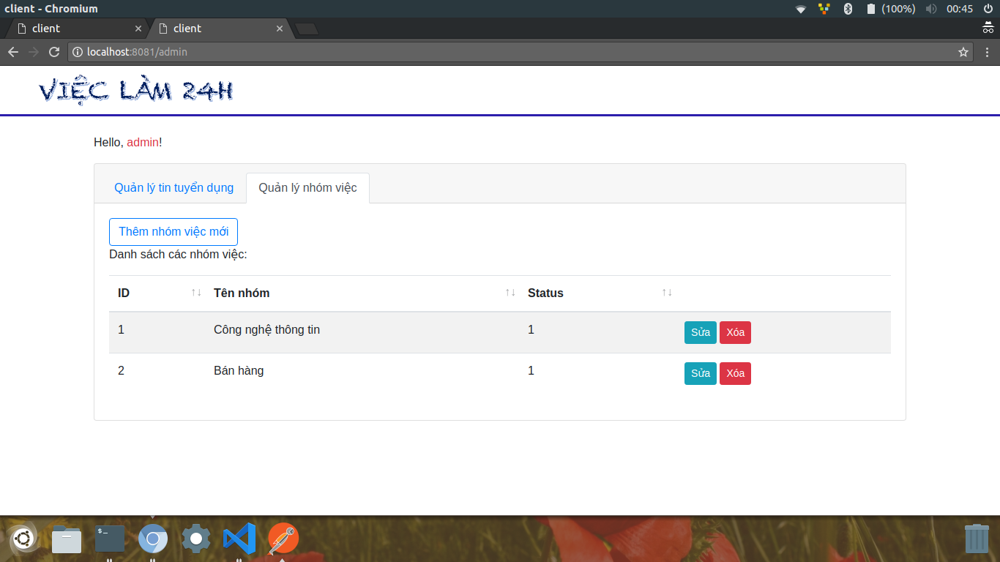 client - Chromium
(100%)
00:45
client
client
localhost:8081/admin
VIỆC LÀM 24H
Hello, admin!
Quản lý tin tuyển dụng
Quản lý nhóm việc
Thêm nhóm việc mới
Danh sách các nhóm việc:
ID ↑↓ Tên nhóm ↑↓ Status ↑↓
1 Công nghệ thông tin 1 Sửa Xóa
2 Bán hàng 1 Sửa Xóa
$_